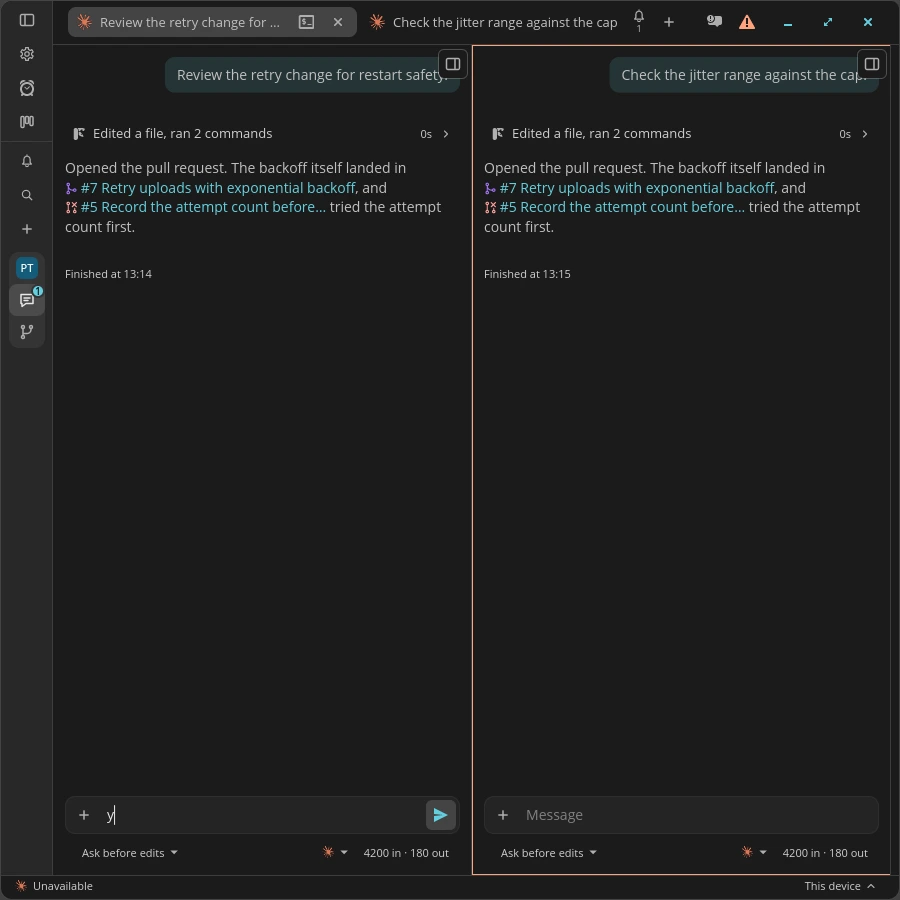 Review the retry change for ...
Check the jitter range against the cap
1
Review the retry change for restart safety.
Edited a file, ran 2 commands
0s
Opened the pull request. The backoff itself landed in
#7 Retry uploads with exponential backoff, and
#5 Record the attempt count before... tried the attempt
count first.
Finished at 13:14
y
Ask before edits
4200 in · 180 out
Check the jitter range against the cap.
Edited a file, ran 2 commands
0s
Opened the pull request. The backoff itself landed in
#7 Retry uploads with exponential backoff, and
#5 Record the attempt count before... tried the attempt
count first.
Finished at 13:15
Message
Ask before edits
4200 in · 180 out
PT
1
Unavailable
This device